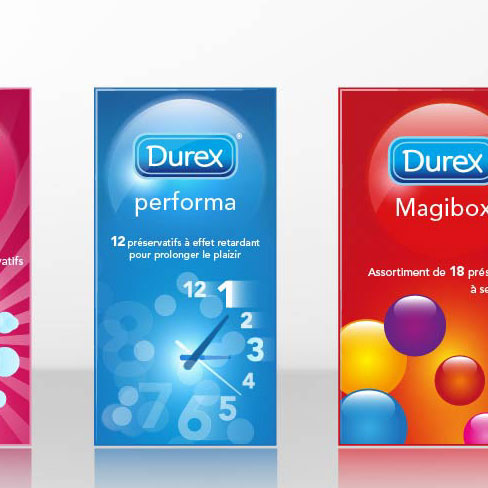 vatifs
Durex®
performa
12 préservatifs à effet retardant
pour prolonger le plaizir
12 1
2
3
4
5
6
7
8
Durex
Magibox
Assortiment de 18 prés
à se